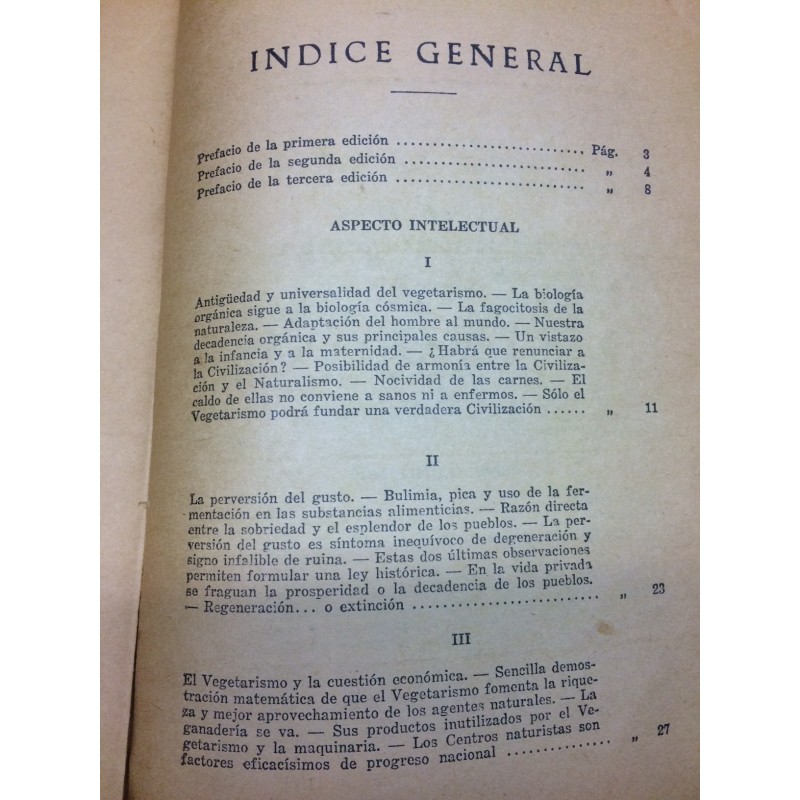 INDICE GENERAL
Prefacio de la primera edición .......................... Pág. 3
Prefacio de la segunda edición .......................... „ 4
Prefacio de la tercera edición .......................... „ 8
ASPECTO INTELECTUAL
I
Antigüedad y universalidad del vegetarismo. — La biología
orgánica sigue a la biología cósmica. — La fagocitosis de la
naturaleza. — Adaptación del hombre al mundo. — Nuestra
decadencia orgánica y sus principales causas. — Un vistazo
a la infancia y a la maternidad. — ¿Habrá que renunciar a
la Civilización? — Posibilidad de armonía entre la Civiliza-
ción y el Naturalismo. — Nocividad de las carnes. — El
caldo de ellas no conviene a sanos ni a enfermos. — Sólo el
Vegetarismo podrá fundar una verdadera Civilización ...... „ 11
II
La perversión del gusto. — Bulimia, pica y uso de la fer-
mentación en las substancias alimenticias. — Razón directa
entre la sobriedad y el esplendor de los pueblos. — La per-
versión del gusto es síntoma inequívoco de degeneración y
signo infalible de ruina. — Estas dos últimas observaciones
permiten formular una ley histórica. — En la vida privada
se fraguan la prosperidad o la decadencia de los pueblos.
— Regeneración... o extinción .......................... „ 23
III
El Vegetarismo y la cuestión económica. — Sencilla demos-
tración matemática de que el Vegetarismo fomenta la rique-
za y mejor aprovechamiento de los agentes naturales. — La
ganadería se va. — Sus productos inutilizados por el Ve-
getarismo y la maquinaria. — Los Centros naturistas son
factores eficacísimos de progreso nacional .............. „ 27